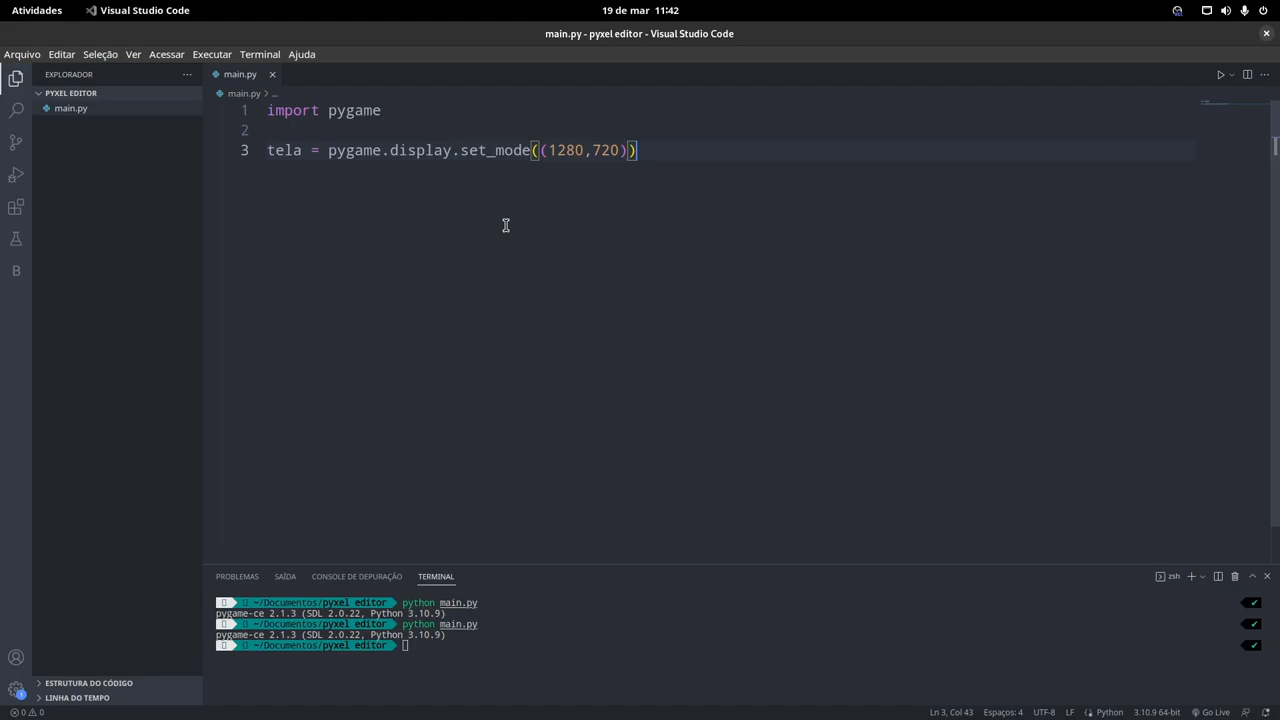 Atividades
Visual Studio Code
19 de mar 11:42
main.py - pyxel editor - Visual Studio Code
Arquivo Editar Seleção Ver Acessar Executar Terminal Ajuda
EXPLORADOR
main.py
PYXEL EDITOR
main.py
main.py > ...
1 import pygame
2
3 tela = pygame.display.set_mode((1280,720))
B
PROBLEMAS SAÍDA CONSOLE DE DEPURAÇÃO TERMINAL
zsh
~/Documentos/pyxel editor python main.py
pygame-ce 2.1.3 (SDL 2.0.22, Python 3.10.9)
~/Documentos/pyxel editor python main.py
pygame-ce 2.1.3 (SDL 2.0.22, Python 3.10.9)
~/Documentos/pyxel editor
1
ESTRUTURA DO CÓDIGO
LINHA DO TEMPO
0 0
Ln 3, Col 43 Espaços: 4 UTF-8 LF Python 3.10.9 64-bit Go Live